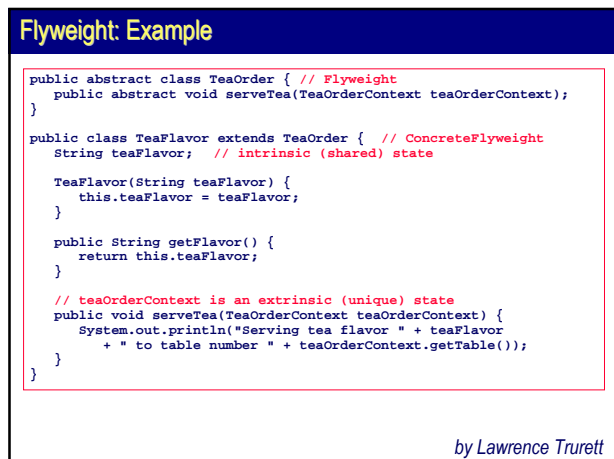 Flyweight: Example
public abstract class TeaOrder { // Flyweight
public abstract void serveTea(TeaOrderContext teaOrderContext);
}
public class TeaFlavor extends TeaOrder { // ConcreteFlyweight
String teaFlavor; // intrinsic (shared) state
TeaFlavor(String teaFlavor) {
this.teaFlavor = teaFlavor;
}
public String getFlavor() {
return this.teaFlavor;
}
// teaOrderContext is an extrinsic (unique) state
public void serveTea(TeaOrderContext teaOrderContext) {
System.out.println("Serving tea flavor " + teaFlavor
+ " to table number " + teaOrderContext.getTable());
}
}
by Lawrence Trurett